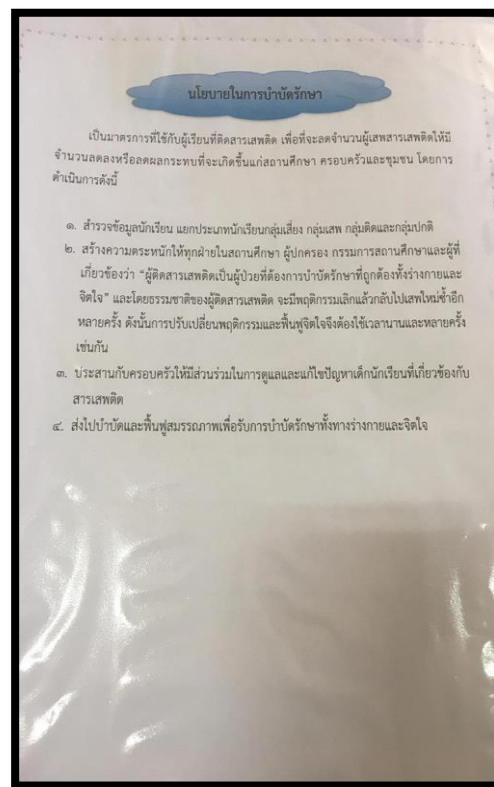 นโยบายในการบำบัดรักษา
เป็นมาตรการที่ใช้กับผู้เรียนที่ติดสารเสพติด เพื่อที่จะลดจำนวนผู้เสพสารเสพติดให้มี
จำนวนลดลงหรือลดผลกระทบที่จะเกิดขึ้นแก่สถานศึกษา ครอบครัวและชุมชน โดยการ
ดำเนินการดังนี้
๑. สำรวจข้อมูลนักเรียน แยกประเภทนักเรียนกลุ่มเสี่ยง กลุ่มเสพ กลุ่มติดและกลุ่มปกติ
๒. สร้างความตระหนักให้ทุกฝ่ายในสถานศึกษา ผู้ปกครอง กรรมการสถานศึกษาและผู้ที่
เกี่ยวข้องว่า “ผู้ติดสารเสพติดเป็นผู้ป่วยที่ต้องการบำบัดรักษาที่ถูกต้องทั้งร่างกายและ
จิตใจ” และโดยธรรมชาติของผู้ติดสารเสพติด จะมีพฤติกรรมเลิกแล้วกลับไปเสพใหม่ซ้ำอีก
หลายครั้ง ดังนั้นการปรับเปลี่ยนพฤติกรรมและฟื้นฟูจิตใจจึงต้องใช้เวลานานและหลายครั้ง
เช่นกัน
๓. ประสานกับครอบครัวให้มีส่วนร่วมในการดูแลและแก้ไขปัญหาเด็กนักเรียนที่เกี่ยวข้องกับ
สารเสพติด
๔. ส่งไปบำบัดและฟื้นฟูสมรรถภาพเพื่อรับการบำบัดรักษาทั้งทางร่างกายและจิตใจ